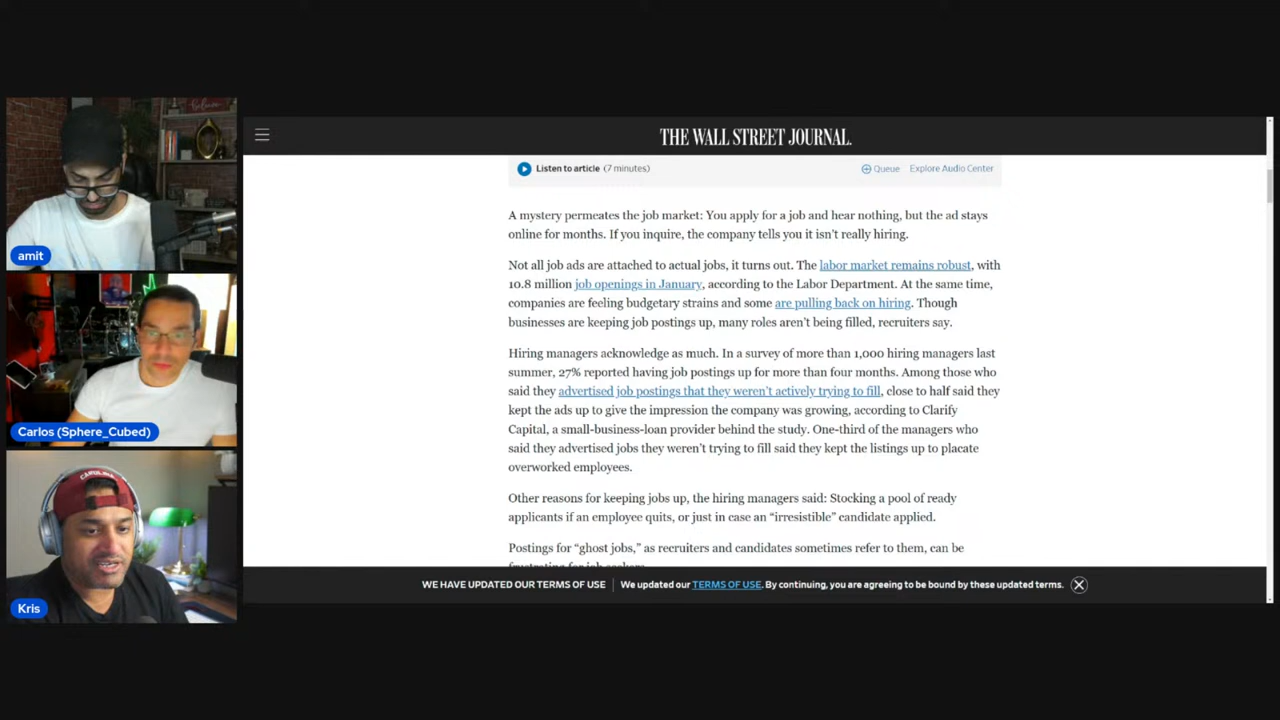 believe
amit
Carlos (Sphere_Cubed)
CAROLINA
Kris
THE WALL STREET JOURNAL.
Listen to article (7 minutes)
Queue
Explore Audio Center
A mystery permeates the job market: You apply for a job and hear nothing, but the ad stays
online for months. If you inquire, the company tells you it isn't really hiring.
Not all job ads are attached to actual jobs, it turns out. The labor market remains robust, with
10.8 million job openings in January, according to the Labor Department. At the same time,
companies are feeling budgetary strains and some are pulling back on hiring. Though
businesses are keeping job postings up, many roles aren't being filled, recruiters say.
Hiring managers acknowledge as much. In a survey of more than 1,000 hiring managers last
summer, 27% reported having job postings up for more than four months. Among those who
said they advertised job postings that they weren't actively trying to fill, close to half said they
kept the ads up to give the impression the company was growing, according to Clarify
Capital, a small-business-loan provider behind the study. One-third of the managers who
said they advertised jobs they weren't trying to fill said they kept the listings up to placate
overworked employees.
Other reasons for keeping jobs up, the hiring managers said: Stocking a pool of ready
applicants if an employee quits, or just in case an "irresistible" candidate applied.
Postings for "ghost jobs," as recruiters and candidates sometimes refer to them, can be
frustrating for job seekers.
WE HAVE UPDATED OUR TERMS OF USE
We updated our TERMS OF USE. By continuing, you are agreeing to be bound by these updated terms.